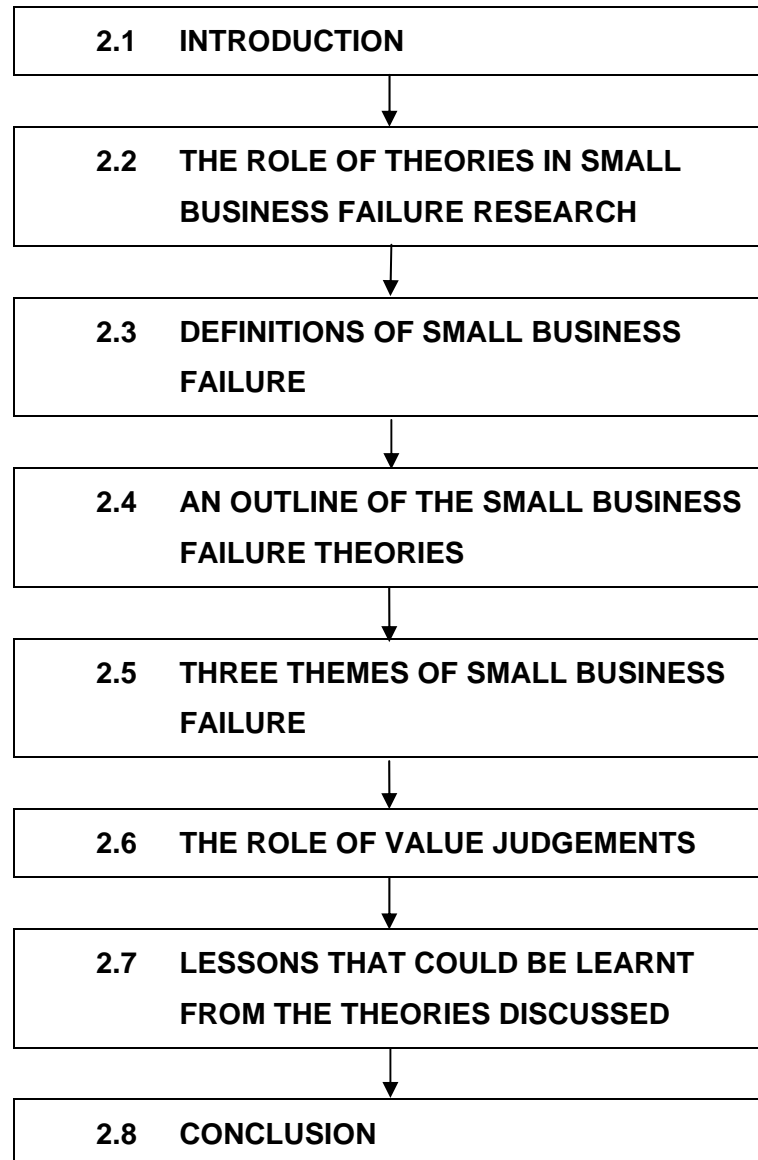 2.1 INTRODUCTION
2.2 THE ROLE OF THEORIES IN SMALL
BUSINESS FAILURE RESEARCH
2.3 DEFINITIONS OF SMALL BUSINESS
FAILURE
2.4 AN OUTLINE OF THE SMALL BUSINESS
FAILURE THEORIES
2.5 THREE THEMES OF SMALL BUSINESS
FAILURE
2.6 THE ROLE OF VALUE JUDGEMENTS
2.7 LESSONS THAT COULD BE LEARNT
FROM THE THEORIES DISCUSSED
2.8 CONCLUSION